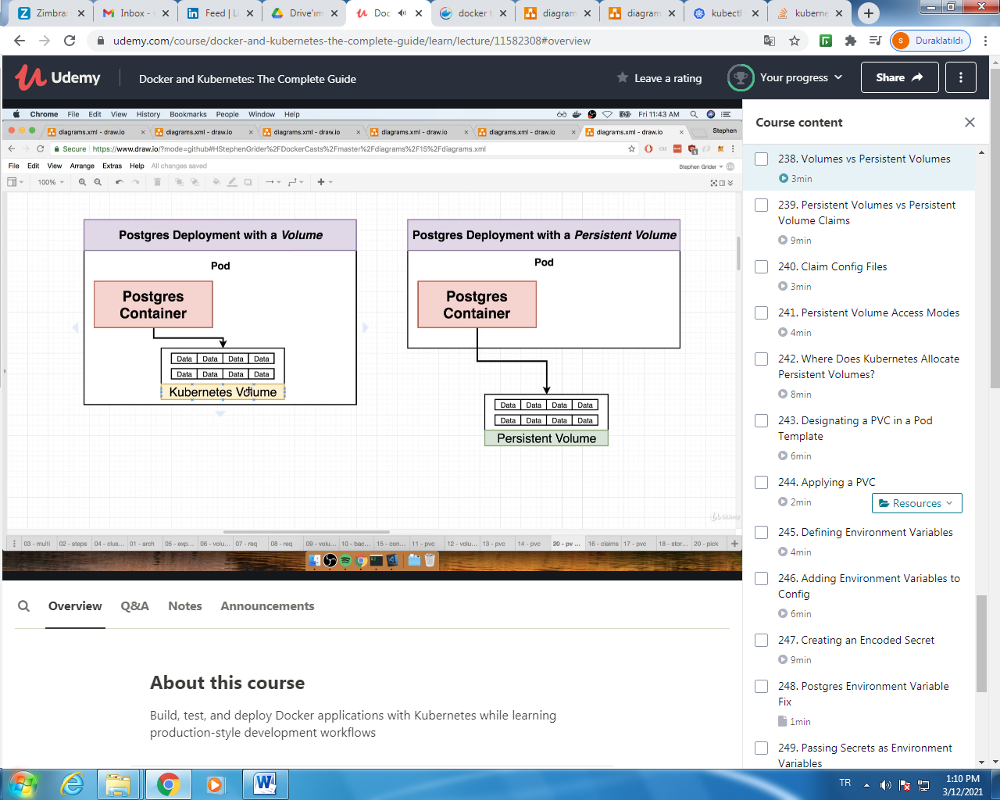 Zimbra:
Inbox - s
Feed | Li
Drive'ım
Doc
docker t
diagram
diagram
kubectl
kuberne
udemy.com/course/docker-and-kubernetes-the-complete-guide/learn/lecture/11582308#overview
S Duraklatıldı
Udemy
Docker and Kubernetes: The Complete Guide
Leave a rating
Your progress
Share
Chrome File Edit View History Bookmarks People Window Help
Fri 11:43 AM
diagrams.xml - draw.io
diagrams.xml - draw.io
diagrams.xml - draw.io
diagrams.xml - draw.io
diagrams.xml - draw.io
diagrams.xml - draw.io
Stephen
Secure https://www.draw.io/?mode=github#HStephenGrider%2FDockerCasts%2Fmaster%2Fdiagrams%2F15%2Fdiagrams.xml
File Edit View Arrange Extras Help All changes saved
Stephen Grider
100%
Postgres Deployment with a Volume
Pod
Postgres
Container
Data Data Data Data
Data Data Data Data
Kubernetes Volume
Postgres Deployment with a Persistent Volume
Pod
Postgres
Container
Data Data Data Data
Data Data Data Data
Persistent Volume
Udemy
03 - multi 02 - steps 04 - clus... 01 - arch 05 - exp... 06 - volu... 07 - req 08 - req 09 - volu... 10 - bac... 15 - con... 11 - pvc 12 - volu... 13 - pvc 14 - pvc 20 - pv ... 16 - claims 17 - pvc 18 - stor... 20 - pick
Course content
238. Volumes vs Persistent Volumes
3min
239. Persistent Volumes vs Persistent
Volume Claims
9min
240. Claim Config Files
3min
241. Persistent Volume Access Modes
4min
242. Where Does Kubernetes Allocate
Persistent Volumes?
8min
243. Designating a PVC in a Pod
Template
6min
244. Applying a PVC
2min
Resources
245. Defining Environment Variables
4min
246. Adding Environment Variables to
Config
6min
247. Creating an Encoded Secret
9min
248. Postgres Environment Variable
Fix
1min
249. Passing Secrets as Environment
Variables
Overview Q&A Notes Announcements
About this course
Build, test, and deploy Docker applications with Kubernetes while learning
production-style development workflows
TR
1:10 PM
3/12/2021